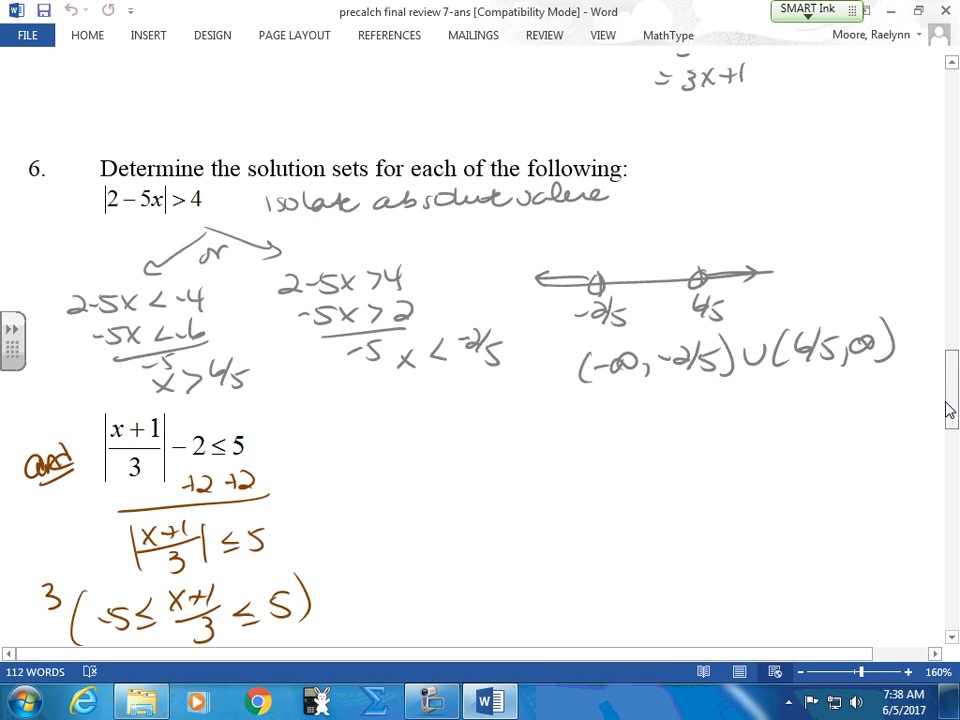 precalch final review 7-ans [Compatibility Mode] - Word
SMART Ink
FILE HOME INSERT DESIGN PAGE LAYOUT REFERENCES MAILINGS REVIEW VIEW MathType Moore, Raelynn
= 3x+1
6. Determine the solution sets for each of the following:
|2 − 5x| > 4 isolate absolute value
or
2-5x < -4
-5x < -6
-5
x > 6/5
2-5x > 4
-5x > 2
-5
x < -2/5
-2/5 6/5
(-∞, -2/5) ∪ (6/5, ∞)
and
|x + 1 / 3| − 2 ≤ 5
+2 +2
|x+1 / 3| ≤ 5
3 ( -5 ≤ x+1 / 3 ≤ 5 )
112 WORDS 160%
7:38 AM
6/5/2017